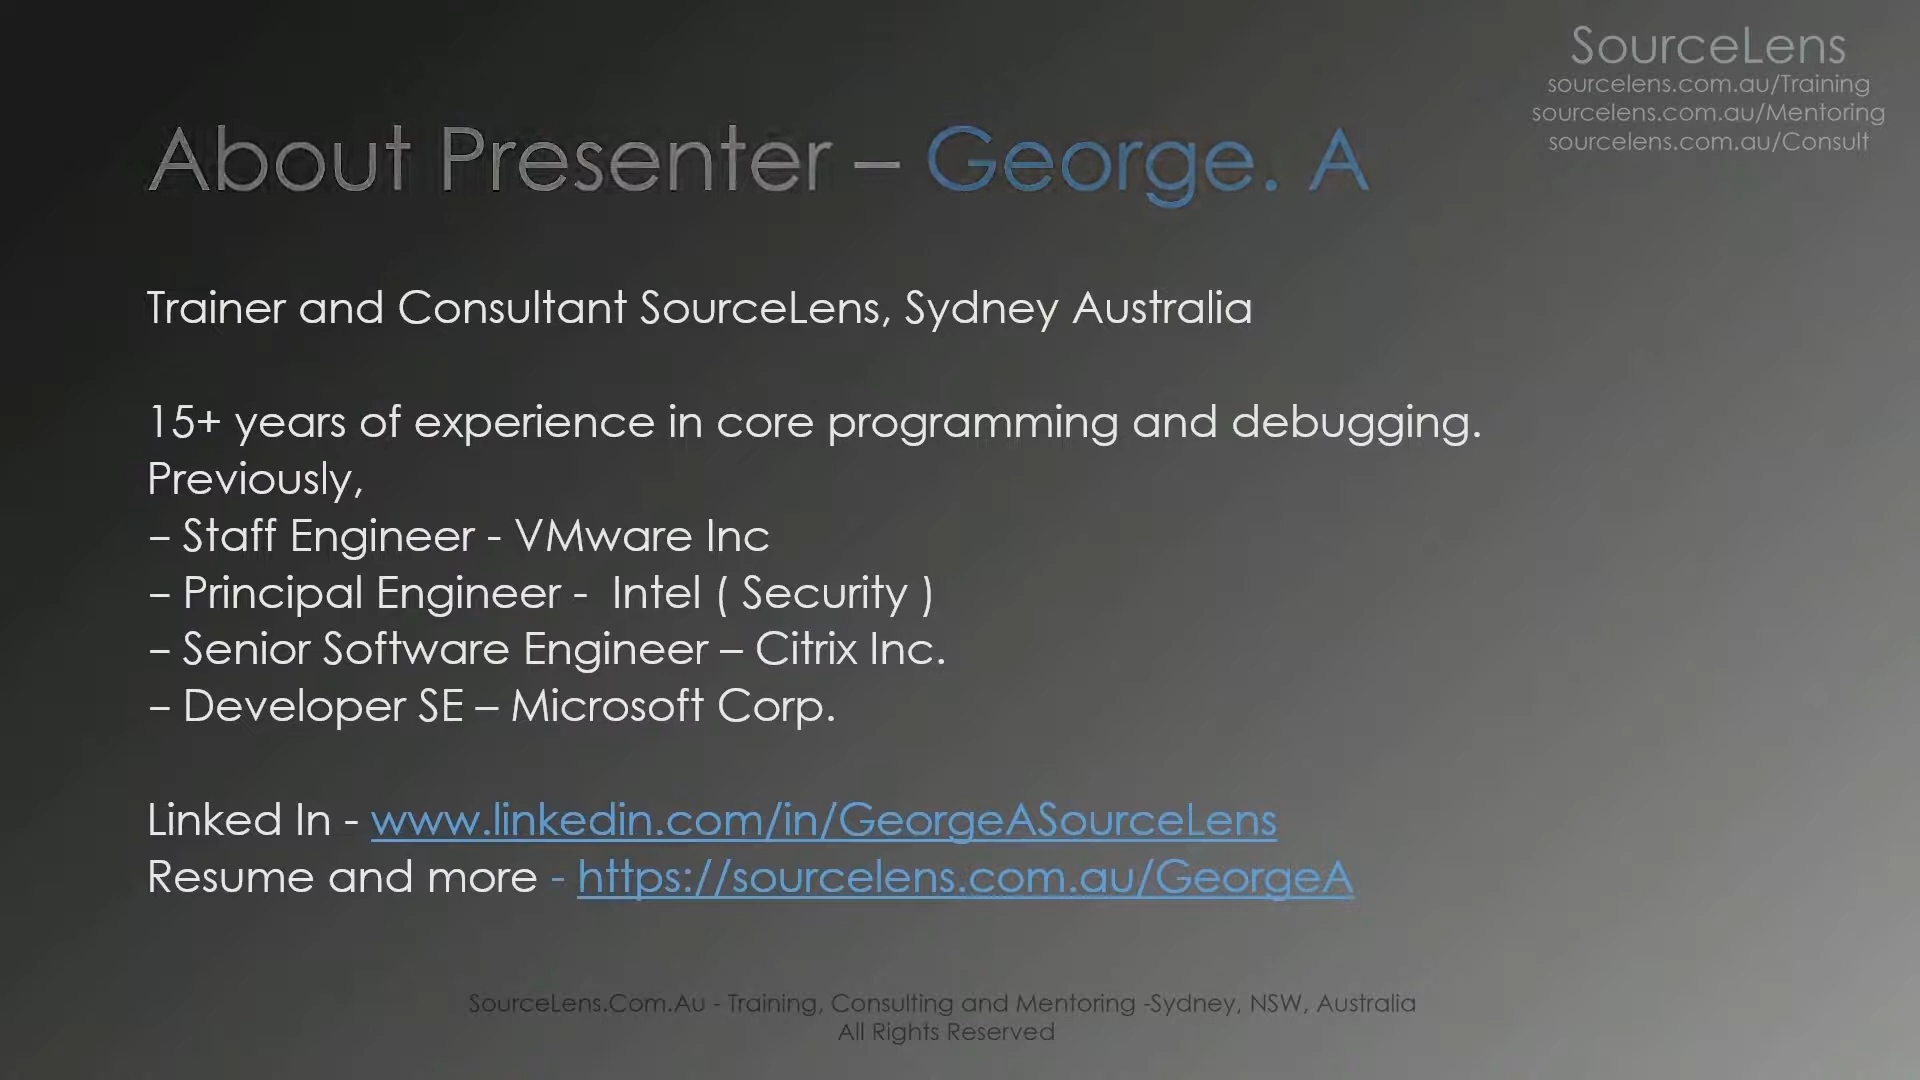 SourceLens
sourcelens.com.au/Training
sourcelens.com.au/Mentoring
sourcelens.com.au/Consult
About Presenter – George. A
Trainer and Consultant SourceLens, Sydney Australia
15+ years of experience in core programming and debugging.
Previously,
– Staff Engineer - VMware Inc
– Principal Engineer -  Intel ( Security )
– Senior Software Engineer – Citrix Inc.
– Developer SE – Microsoft Corp.
Linked In - www.linkedin.com/in/GeorgeASourceLens
Resume and more - https://sourcelens.com.au/GeorgeA
SourceLens.Com.Au - Training, Consulting and Mentoring -Sydney, NSW, Australia
All Rights Reserved